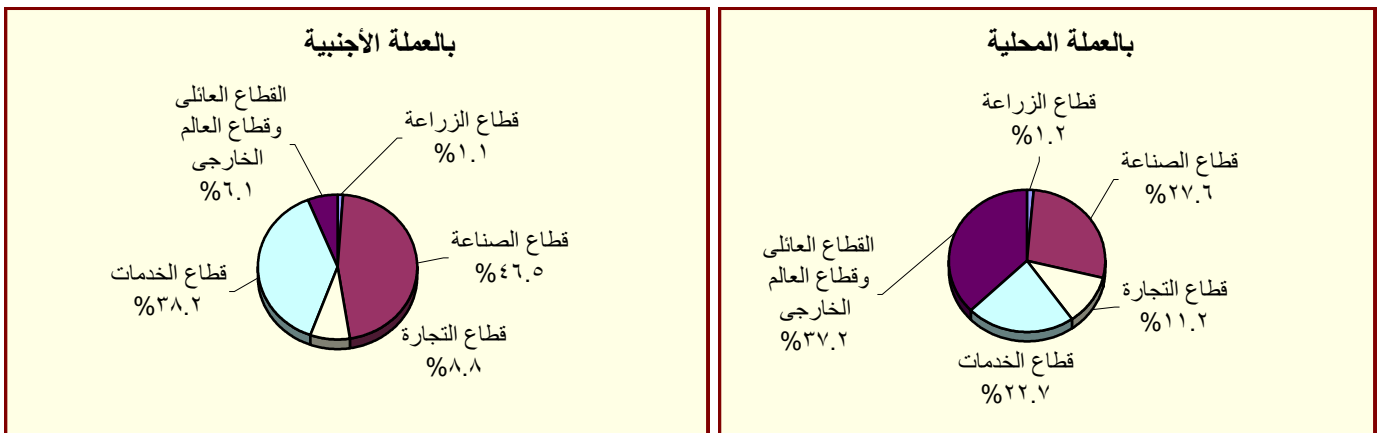 بالعملة المحلية
قطاع الزراعة
%١.٢
قطاع الصناعة
%٢٧.٦
قطاع التجارة
%١١.٢
قطاع الخدمات
%٢٢.٧
القطاع العائلى
وقطاع العالم
الخارجى
%٣٧.٢
بالعملة الأجنبية
قطاع الزراعة
%١.١
قطاع الصناعة
%٤٦.٥
قطاع التجارة
%٨.٨
قطاع الخدمات
%٣٨.٢
القطاع العائلى
وقطاع العالم
الخارجى
%٦.١